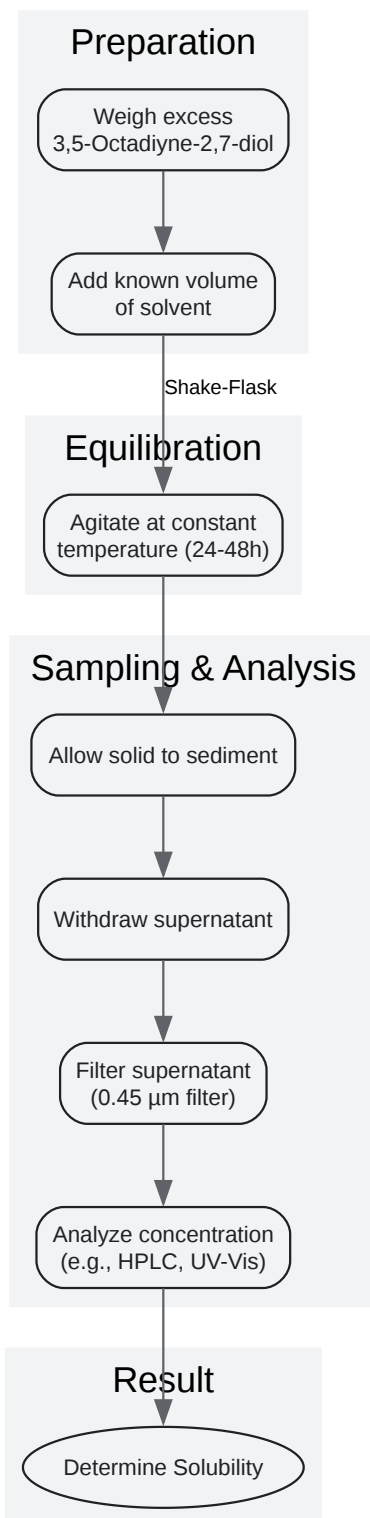 Preparation
Weigh excess
3,5-Octadiyne-2,7-diol
Add known volume
of solvent
Shake-Flask
Equilibration
Agitate at constant
temperature (24-48h)
Sampling & Analysis
Allow solid to sediment
Withdraw supernatant
Filter supernatant
(0.45 µm filter)
Analyze concentration
(e.g., HPLC, UV-Vis)
Result
Determine Solubility